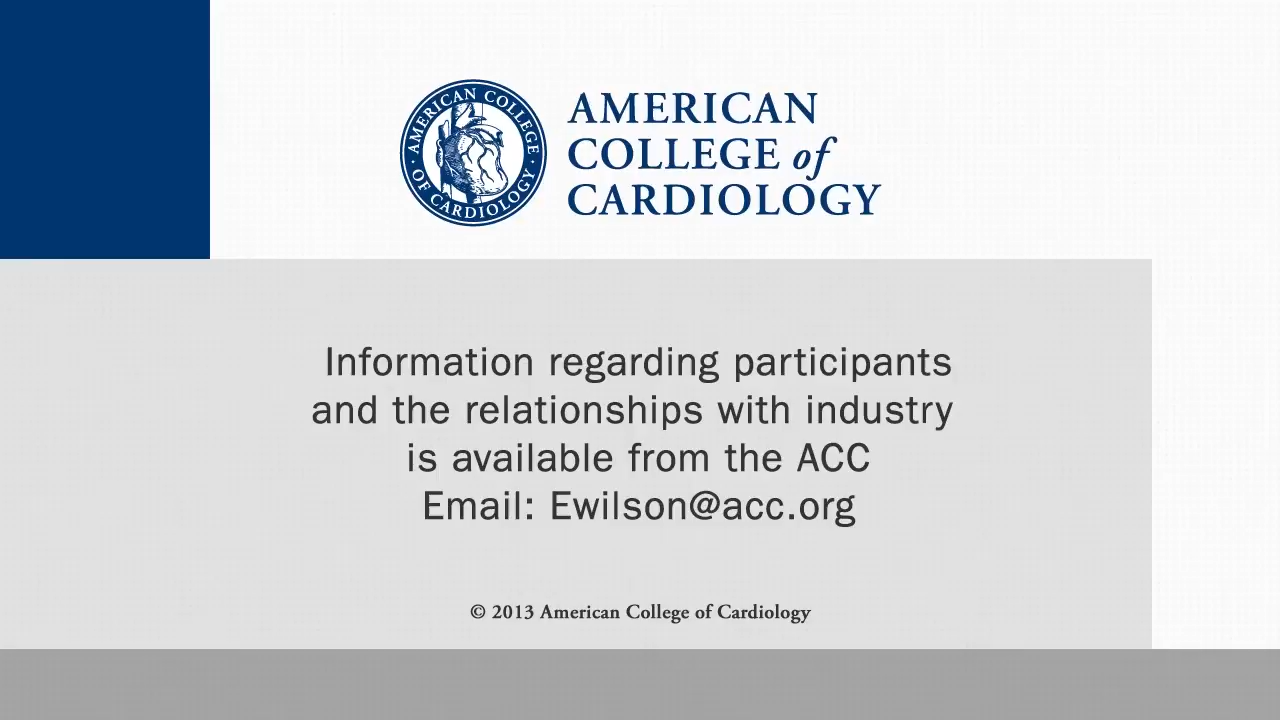 AMERICAN COLLEGE
OF CARDIOLOGY
AMERICAN
COLLEGE of
CARDIOLOGY
Information regarding participants
and the relationships with industry
is available from the ACC
Email: Ewilson@acc.org
© 2013 American College of Cardiology